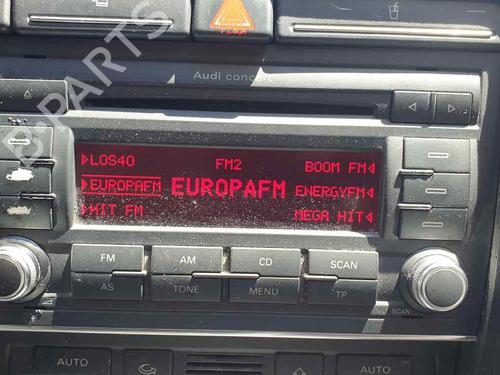 Audi concert
LOS40 FM2 BOOM FM
EUROPAFM EUROPAFM ENERGYFM
HIT FM MEGA HIT
FM AM CD SCAN
AS TONE MENU TP
SCAN
AUTO AUTO
PARTS